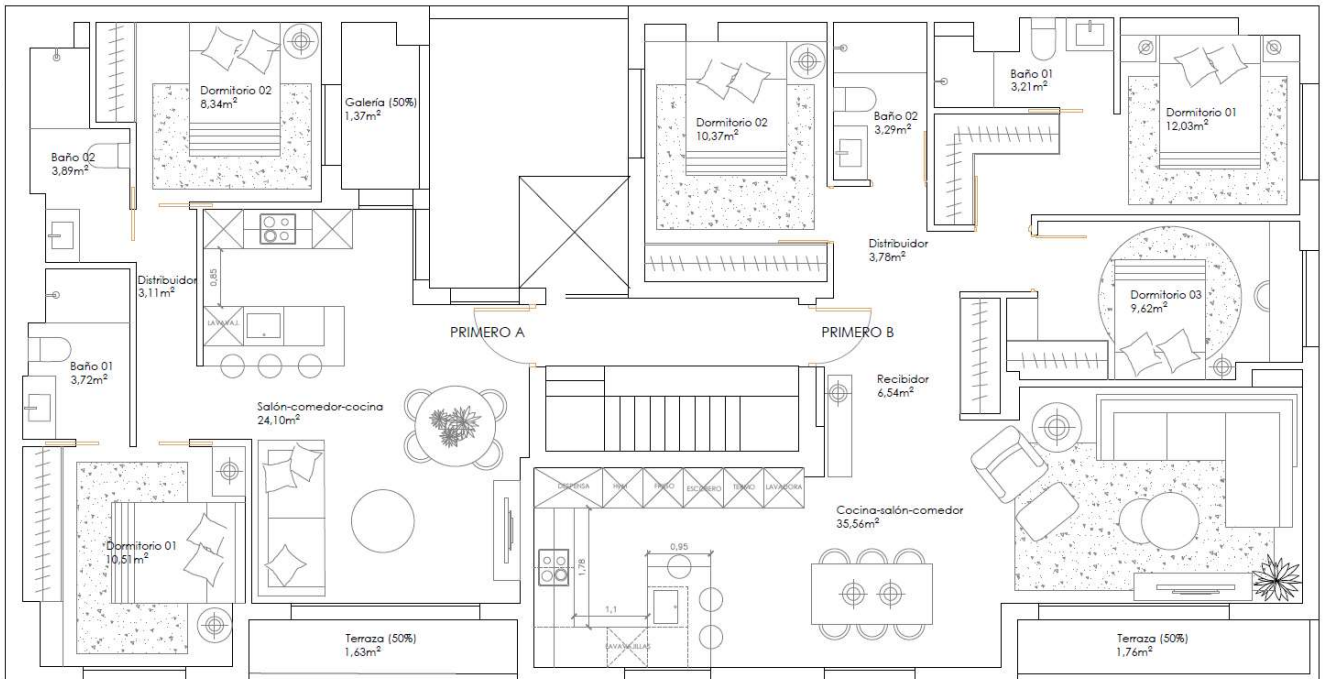 Dormitorio 02
8,34m²
Galería (50%)
1,37m²
Baño 02
3,89m²
Distribuidor
3,11m²
0,85
LAVAVAJ.
Baño 01
3,72m²
Salón-comedor-cocina
24,10m²
Dormitorio 01
10,51m²
Terraza (50%)
1,63m²
PRIMERO A
PRIMERO B
Dormitorio 02
10,37m²
Baño 02
3,29m²
Baño 01
3,21m²
Dormitorio 01
12,03m²
Distribuidor
3,78m²
Dormitorio 03
9,62m²
Recibidor
6,54m²
DESPENSA
FRIGO
ESCOBERO
TERMO
LAVADORA
Cocina-salón-comedor
35,56m²
1,78
0,95
1,1
LAVAVAJILLAS
Terraza (50%)
1,76m²